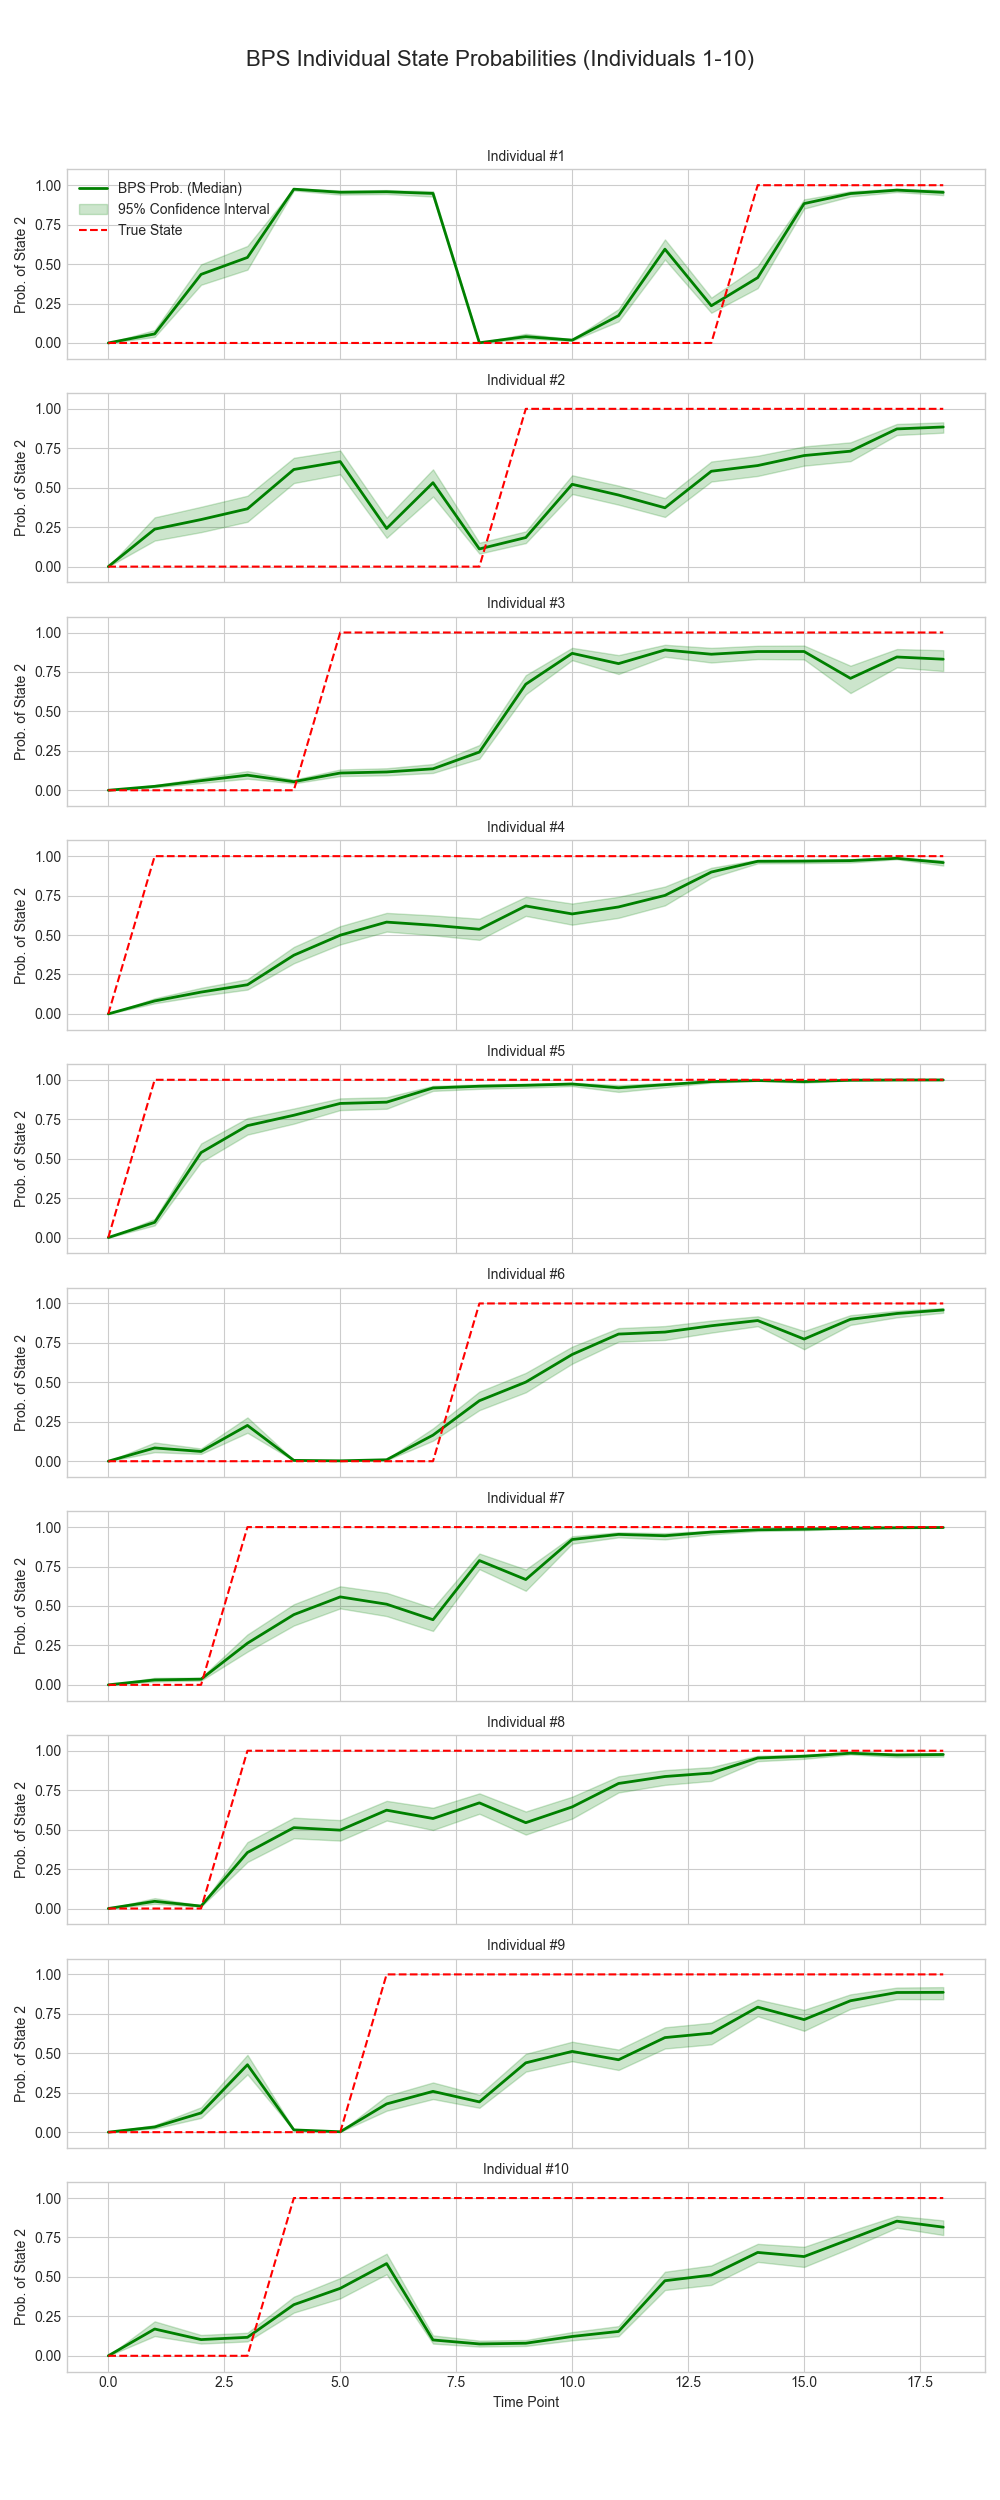 BPS Individual State Probabilities (Individuals 1-10)
Individual #1
1.00
0.75
0.50
0.25
0.00
Prob. of State 2
BPS Prob. (Median)
95% Confidence Interval
True State
Individual #2
1.00
0.75
0.50
0.25
0.00
Prob. of State 2
Individual #3
1.00
0.75
0.50
0.25
0.00
Prob. of State 2
Individual #4
1.00
0.75
0.50
0.25
0.00
Prob. of State 2
Individual #5
1.00
0.75
0.50
0.25
0.00
Prob. of State 2
Individual #6
1.00
0.75
0.50
0.25
0.00
Prob. of State 2
Individual #7
1.00
0.75
0.50
0.25
0.00
Prob. of State 2
Individual #8
1.00
0.75
0.50
0.25
0.00
Prob. of State 2
Individual #9
1.00
0.75
0.50
0.25
0.00
Prob. of State 2
Individual #10
1.00
0.75
0.50
0.25
0.00
Prob. of State 2
0.0 2.5 5.0 7.5 10.0 12.5 15.0 17.5
Time Point